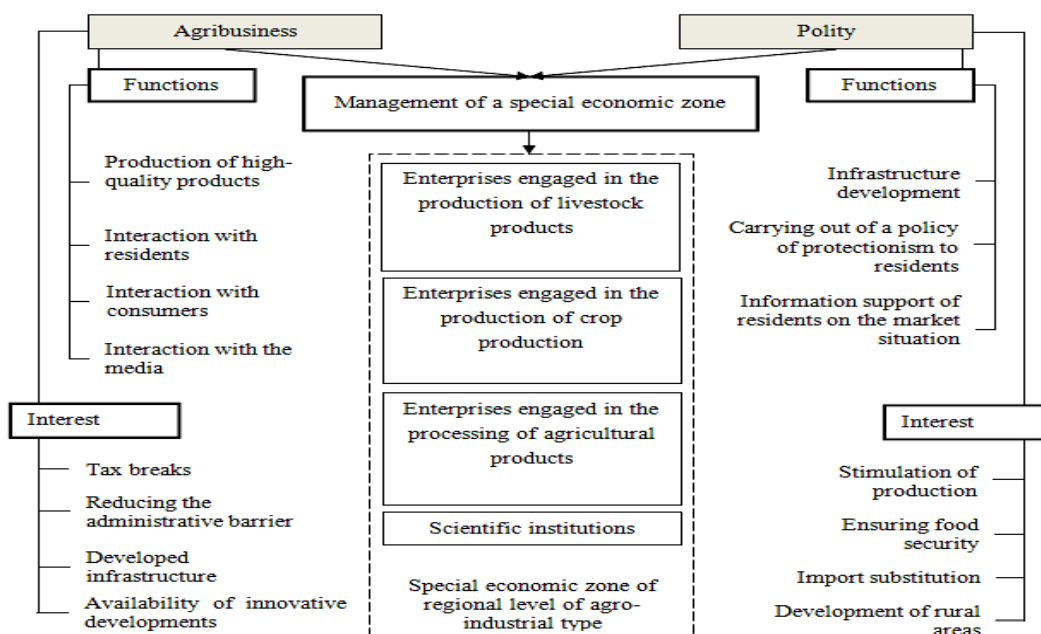 Agribusiness
Polity
Functions
Management of a special economic zone
Functions
Production of high-
quality products
Interaction with
residents
Interaction with
consumers
Interaction with the
media
Enterprises engaged in the
production of livestock
products
Enterprises engaged in the
production of crop
production
Enterprises engaged in the
processing of agricultural
products
Scientific institutions
Special economic zone of
regional level of agro-
industrial type
Infrastructure
development
Carrying out of a policy
of protectionism to
residents
Information support of
residents on the market
situation
Interest
Tax breaks
Reducing the
administrative barrier
Developed
infrastructure
Availability of innovative
developments
Interest
Stimulation of
production
Ensuring food
security
Import substitution
Development of rural
areas